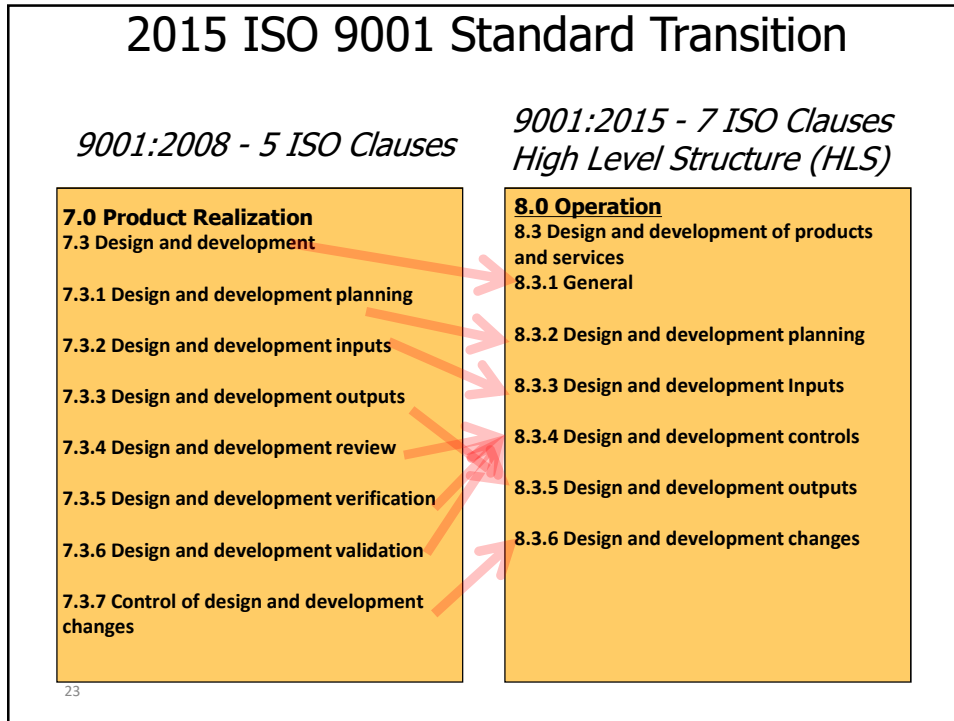 2015 ISO 9001 Standard Transition
9001:2008 - 5 ISO Clauses
9001:2015 - 7 ISO Clauses
High Level Structure (HLS)
7.0 Product Realization
7.3 Design and development
7.3.1 Design and development planning
7.3.2 Design and development inputs
7.3.3 Design and development outputs
7.3.4 Design and development review
7.3.5 Design and development verification
7.3.6 Design and development validation
7.3.7 Control of design and development
changes
8.0 Operation
8.3 Design and development of products
and services
8.3.1 General
8.3.2 Design and development planning
8.3.3 Design and development Inputs
8.3.4 Design and development controls
8.3.5 Design and development outputs
8.3.6 Design and development changes
23